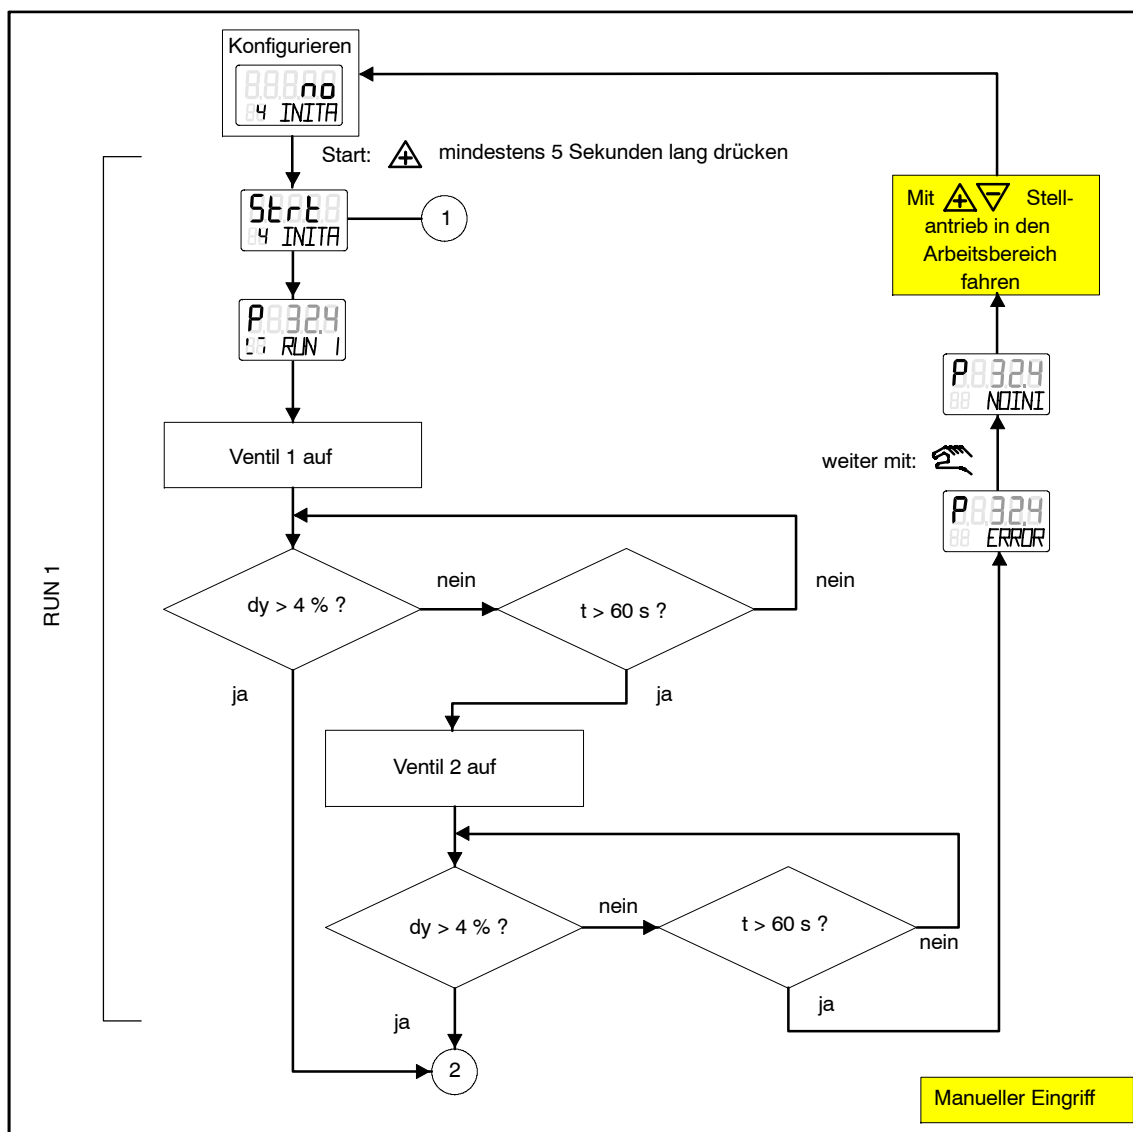 Konfigurieren
no
4 INITA
Start: mindestens 5 Sekunden lang drücken
Strt
4 INITA
1
P 32.4
RUN 1
Mit Stell-
antrieb in den
Arbeitsbereich
fahren
P 32.4
NOINI
weiter mit:
P 32.4
ERROR
Ventil 1 auf
RUN 1
dy > 4 % ?
nein
t > 60 s ?
nein
ja
ja
Ventil 2 auf
dy > 4 % ?
nein
t > 60 s ?
nein
ja
ja
2
Manueller Eingriff